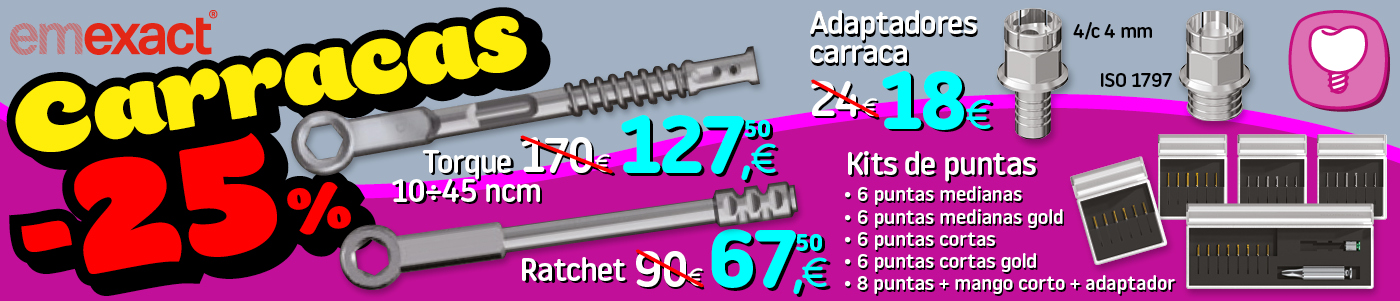 emexact®
Carracas
-25%
Torque 170€ 127,50€
10÷45 ncm
Ratchet 90€ 67,50€
Adaptadores
carraca
24€ 18€
4/c 4 mm
ISO 1797
Kits de puntas
• 6 puntas medianas
• 6 puntas medianas gold
• 6 puntas cortas
• 6 puntas cortas gold
• 8 puntas + mango corto + adaptador